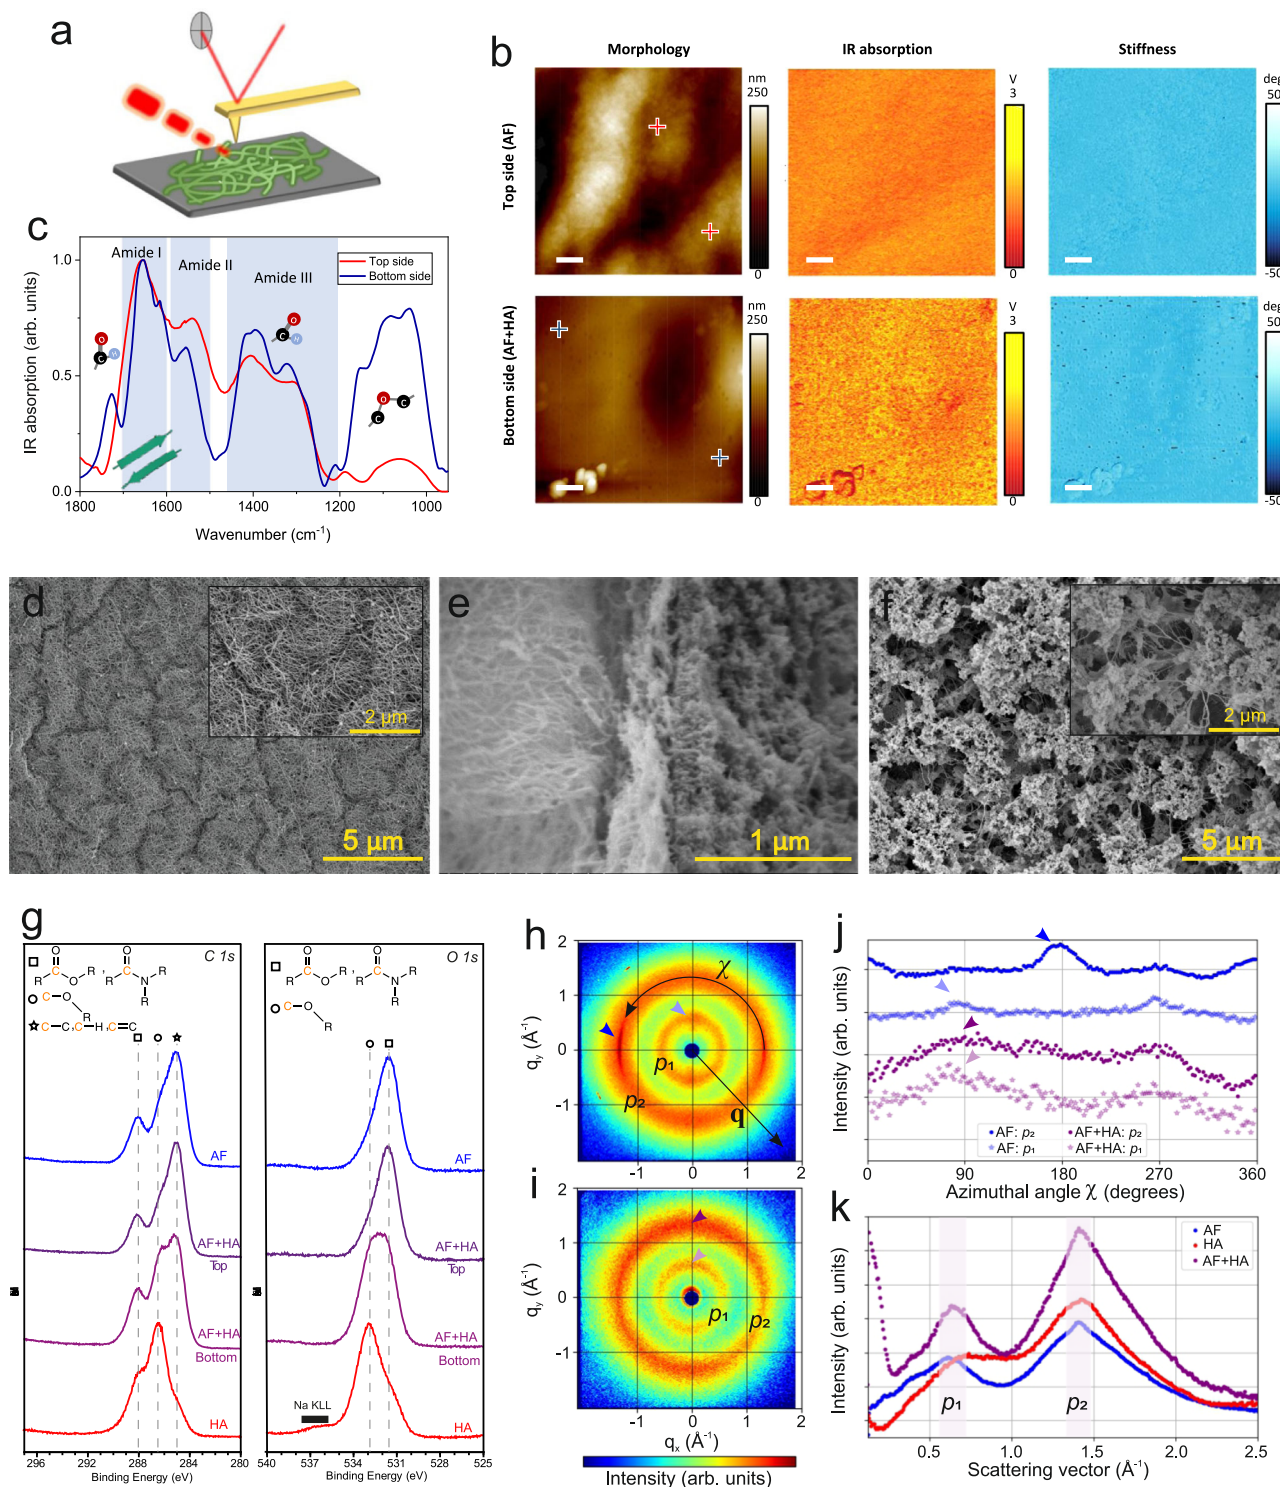 a
b
Morphology
IR absorption
Stiffness
Top side (AF)
nm
250
0
V
3
0
deg
50
-50
Bottom side (AF+HA)
nm
250
0
V
3
0
deg
50
-50
c
IR absorption (arb. units)
1.0
0.5
0.0
Amide I
Amide II
Amide III
Top side
Bottom side
O
C
N
O
C
N
O
C
C
1800
1600
1400
1200
1000
Wavenumber (cm⁻¹)
d
2 µm
5 µm
e
1 µm
f
2 µm
5 µm
g
C 1s
O
C
R
O
R
,
O
C
R
N
R
R
C
O
R
C–C, C–H, C=C
AF
AF+HA
Top
AF+HA
Bottom
HA
296
292
288
284
280
Binding Energy (eV)
O 1s
O
C
R
O
R
,
O
C
R
N
R
R
C
O
R
AF
AF+HA
Top
AF+HA
Bottom
Na KLL
HA
540
537
534
531
528
525
Binding Energy (eV)
h
qy (Å⁻¹)
2
1
0
-1
χ
p₁
p₂
q
-1
0
1
2
i
qy (Å⁻¹)
2
1
0
-1
p₁
p₂
-1
0
1
2
qx (Å⁻¹)
Intensity (arb. units)
j
Intensity (arb. units)
AF: p₂
AF+HA: p₂
AF: p₁
AF+HA: p₁
0
90
180
270
360
Azimuthal angle χ (degrees)
k
Intensity (arb. units)
AF
HA
AF+HA
p₁
p₂
0.5
1.0
1.5
2.0
2.5
Scattering vector (Å⁻¹)